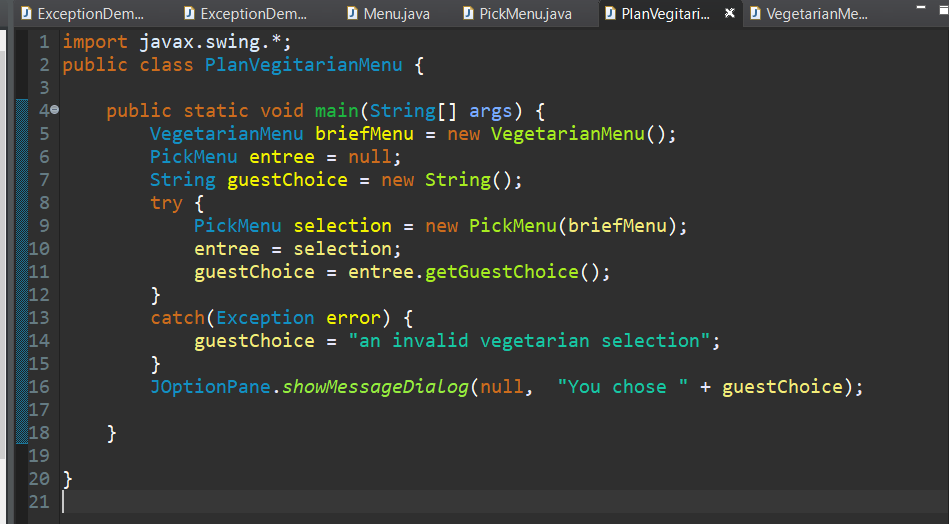 ExceptionDem... ExceptionDem... Menu.java PickMenu.java PlanVegitari... VegetarianMe...
1 import javax.swing.*;
2 public class PlanVegitarianMenu {
3
4 public static void main(String[] args) {
5 VegetarianMenu briefMenu = new VegetarianMenu();
6 PickMenu entree = null;
7 String guestChoice = new String();
8 try {
9 PickMenu selection = new PickMenu(briefMenu);
10 entree = selection;
11 guestChoice = entree.getGuestChoice();
12 }
13 catch(Exception error) {
14 guestChoice = "an invalid vegetarian selection";
15 }
16 JOptionPane.showMessageDialog(null,  "You chose " + guestChoice);
17
18 }
19
20 }
21